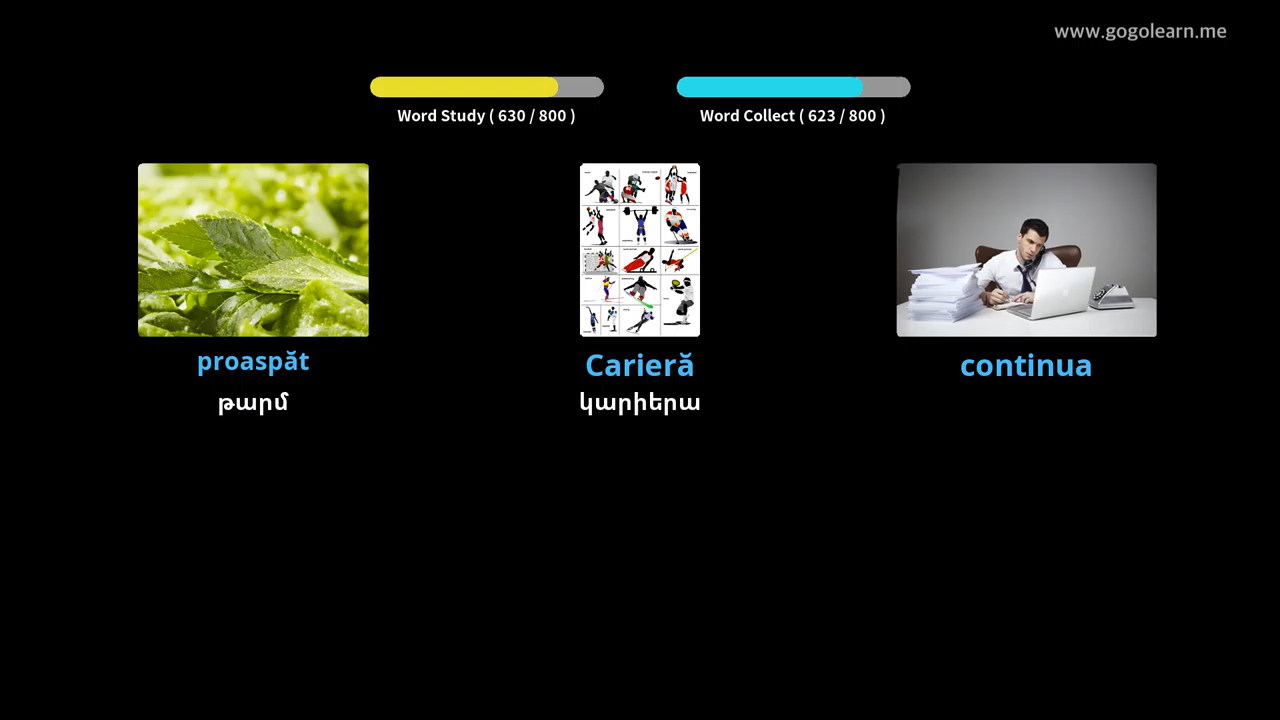 www.gogolearn.me
Word Study ( 630 / 800 )
Word Collect ( 623 / 800 )
proaspăt
Carieră
continua
թարմ
կարիերա